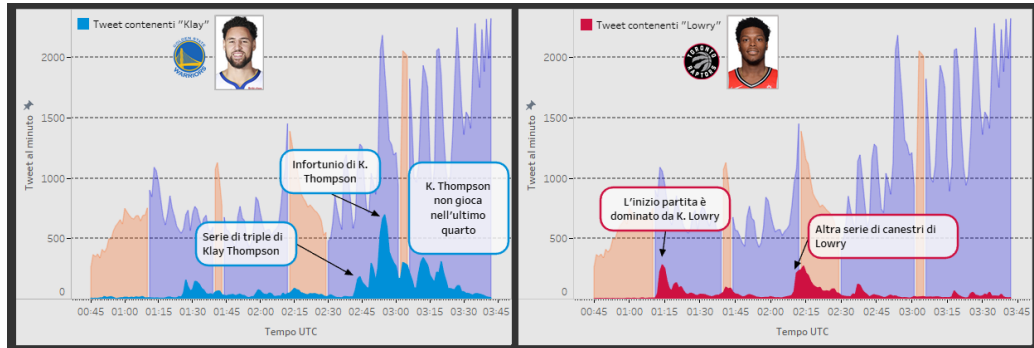 Tweet contenenti "Klay"
GOLDEN STATE
WARRIORS
2000
1500
1000
500
0
Tweet al minuto
Infortunio di K.
Thompson
K. Thompson
non gioca
nell'ultimo
quarto
Serie di triple di
Klay Thompson
00:45 01:00 01:15 01:30 01:45 02:00 02:15 02:30 02:45 03:00 03:15 03:30 03:45
Tempo UTC
Tweet contenenti "Lowry"
TORONTO
RAPTORS
2000
1500
1000
500
0
Tweet al minuto
L'inizio partita è
dominato da K. Lowry
Altra serie di canestri di
Lowry
00:45 01:00 01:15 01:30 01:45 02:00 02:15 02:30 02:45 03:00 03:15 03:30 03:45
Tempo UTC